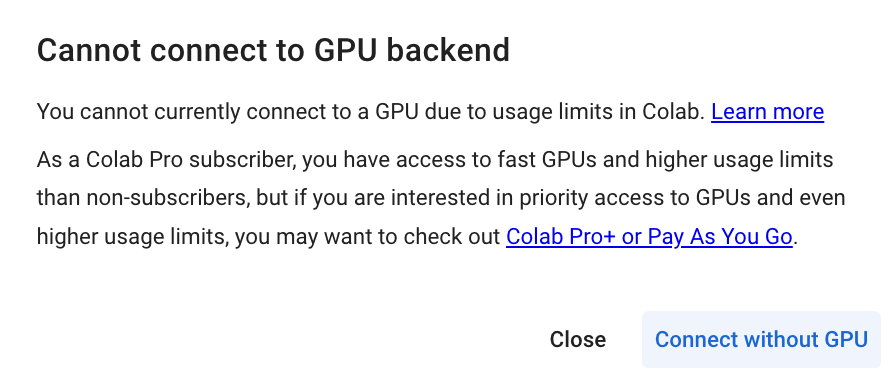 Cannot connect to GPU backend
You cannot currently connect to a GPU due to usage limits in Colab. Learn more
As a Colab Pro subscriber, you have access to fast GPUs and higher usage limits
than non-subscribers, but if you are interested in priority access to GPUs and even
higher usage limits, you may want to check out Colab Pro+ or Pay As You Go.
Close Connect without GPU